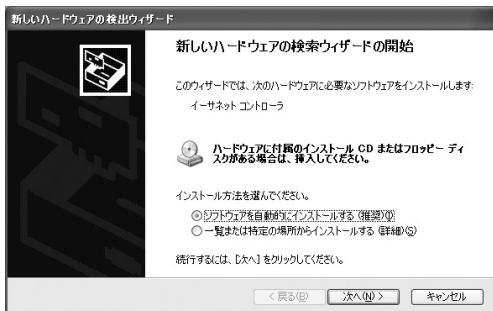 新しいハードウェアの検出ウィザード
新しいハードウェアの検索ウィザードの開始
このウィザードでは、次のハードウェアに必要なソフトウェアをインストールします:
イーサネット コントローラ
ハードウェアに付属のインストール CD またはフロッピー ディ
スクがある場合は、挿入してください。
インストール方法を選んでください。
ソフトウェアを自動的にインストールする (推奨)(I)
一覧または特定の場所からインストールする (詳細)(S)
続行するには、[次へ] をクリックしてください。
< 戻る(B) 次へ(N) > キャンセル